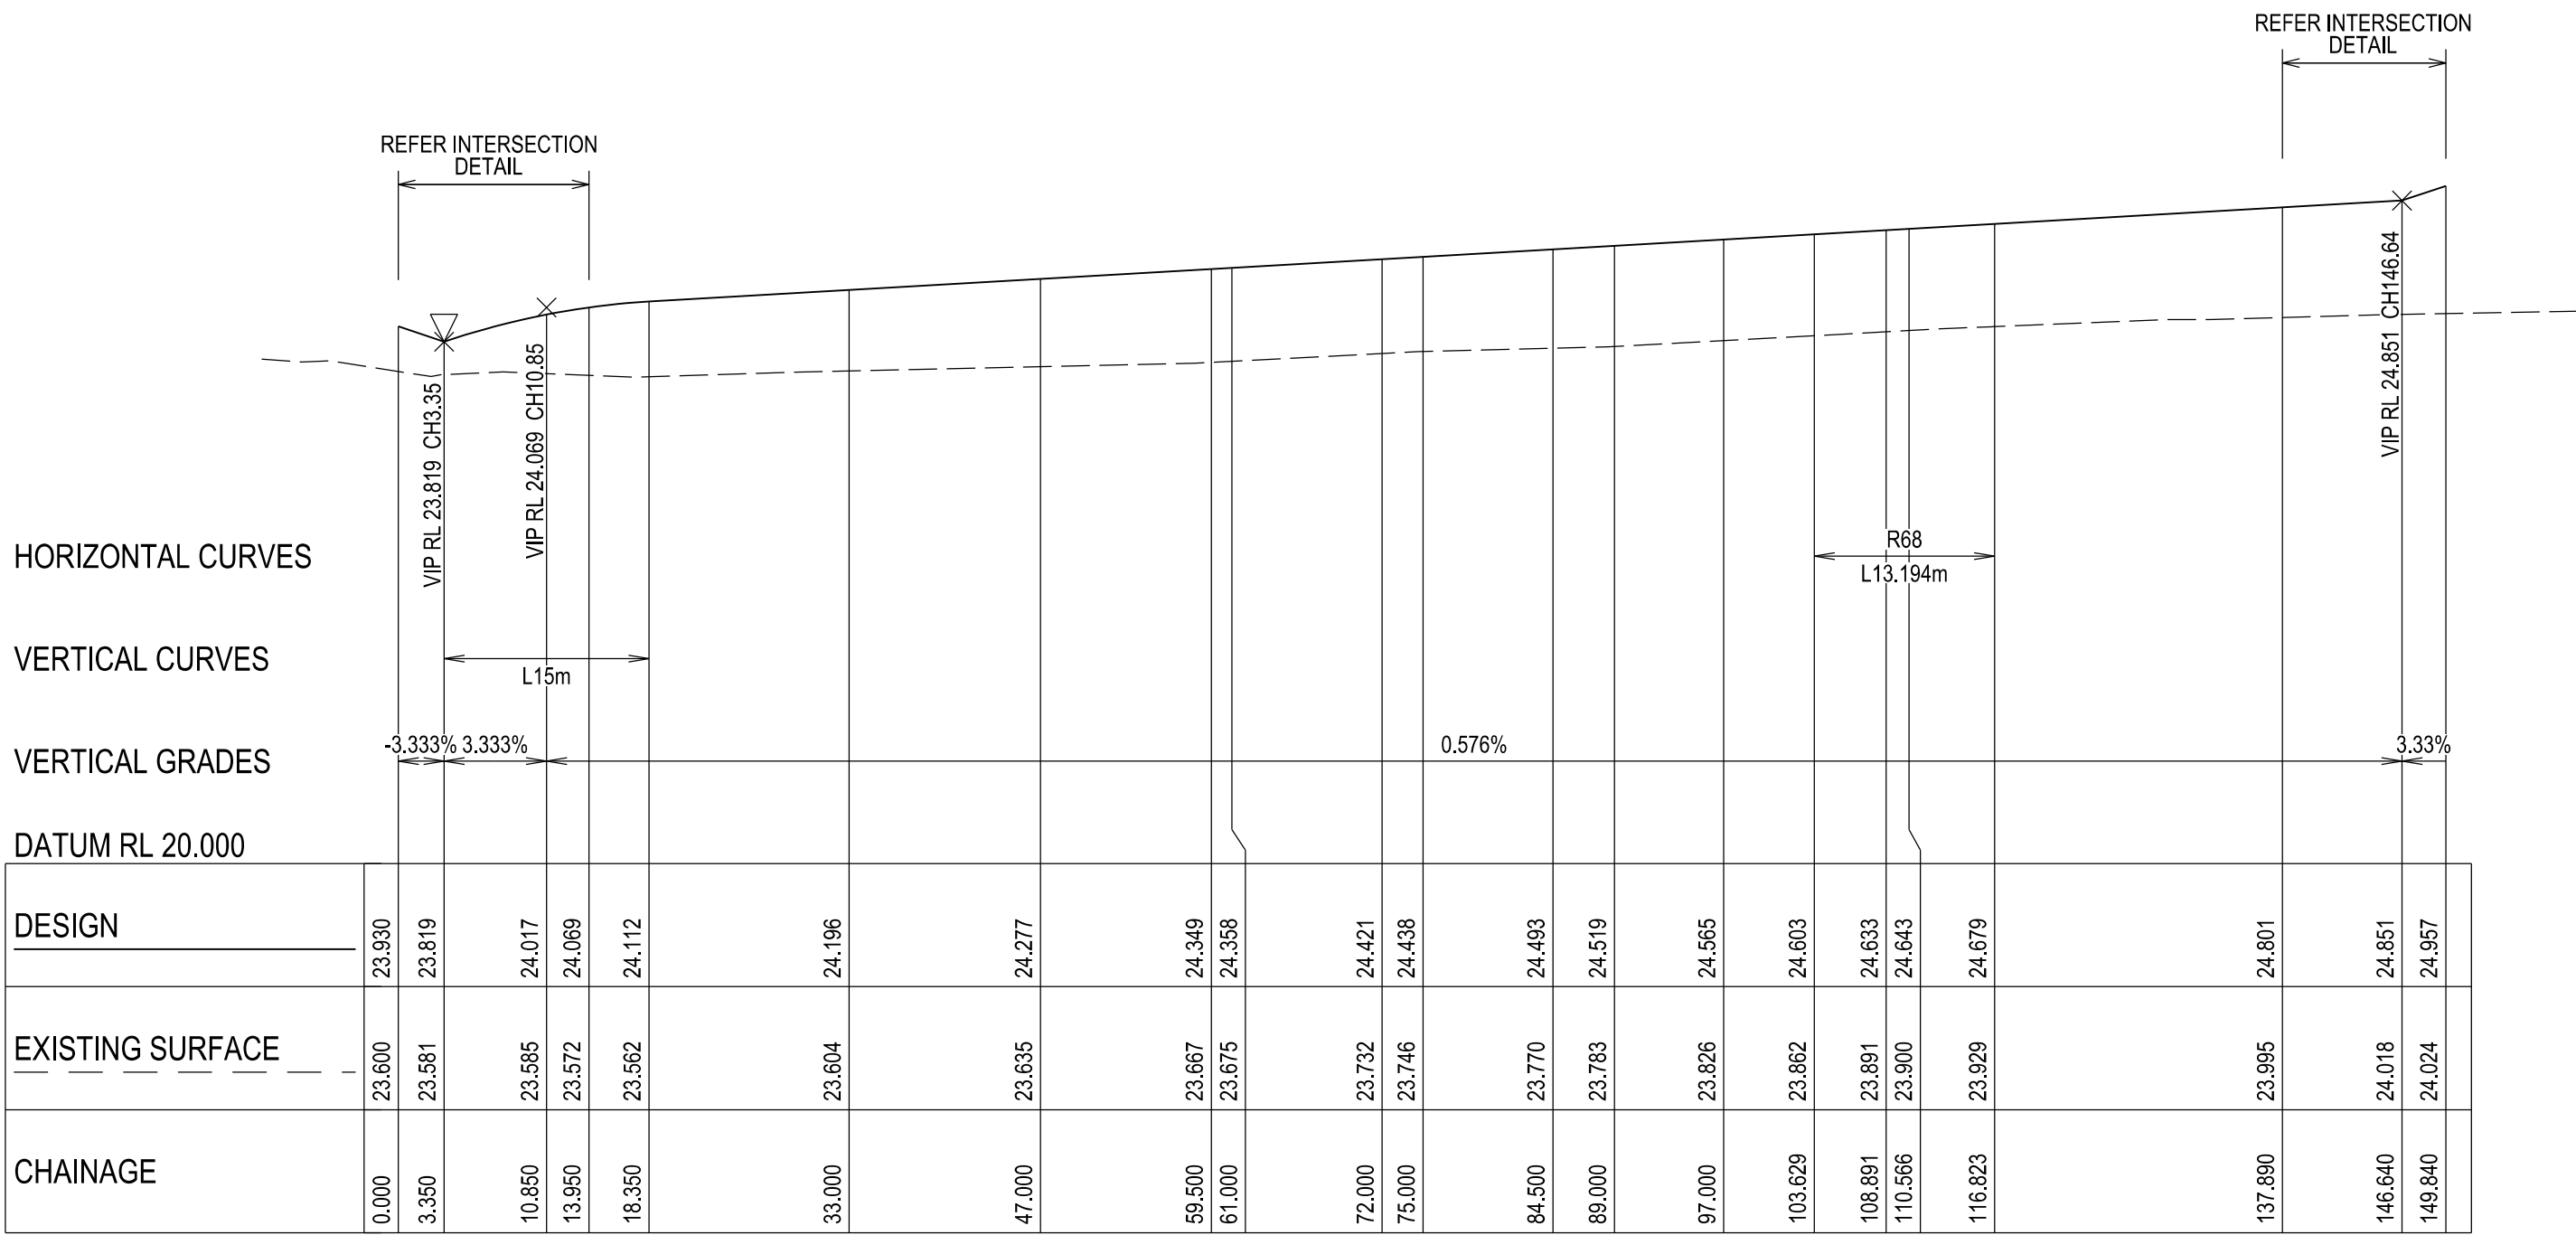 REFER INTERSECTION
DETAIL
REFER INTERSECTION
DETAIL
VIP RL 23.819 CH3.35
VIP RL 24.069 CH10.85
VIP RL 24.851 CH146.64
HORIZONTAL CURVES
R68
L13.194m
VERTICAL CURVES
L15m
VERTICAL GRADES
-3.333% 3.333% 0.576% 3.33%
DATUM RL 20.000
DESIGN 23.930 23.819 24.017 24.069 24.112 24.196 24.277 24.349 24.358 24.421 24.438 24.493 24.519 24.565 24.603 24.633 24.643 24.679 24.801 24.851 24.957
EXISTING SURFACE 23.600 23.581 23.585 23.572 23.562 23.604 23.635 23.667 23.675 23.732 23.746 23.770 23.783 23.826 23.862 23.891 23.900 23.929 23.995 24.018 24.024
CHAINAGE 0.000 3.350 10.850 13.950 18.350 33.000 47.000 59.500 61.000 72.000 75.000 84.500 89.000 97.000 103.629 108.891 110.566 116.823 137.890 146.640 149.840